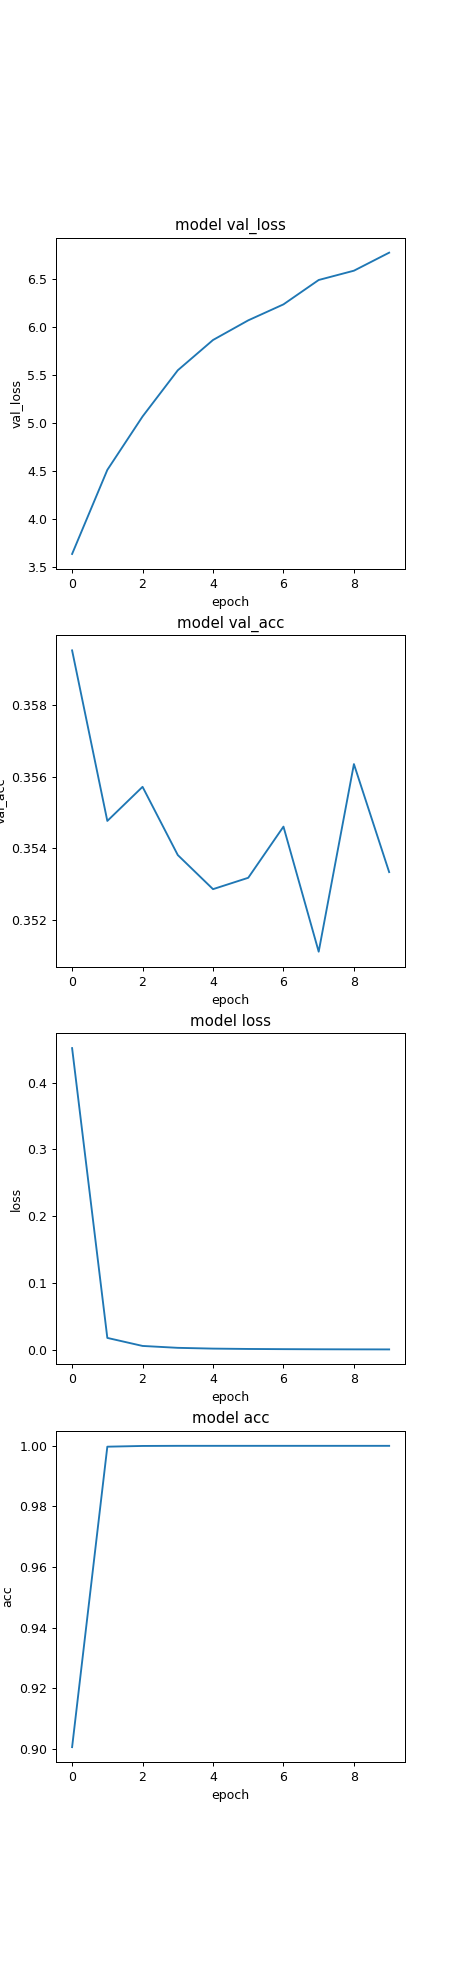 model val_loss
6.5
6.0
5.5
5.0
4.5
4.0
3.5
val_loss
0 2 4 6 8
epoch
model val_acc
0.358
0.356
0.354
0.352
val_acc
0 2 4 6 8
epoch
model loss
0.4
0.3
0.2
0.1
0.0
loss
0 2 4 6 8
epoch
model acc
1.00
0.98
0.96
0.94
0.92
0.90
acc
0 2 4 6 8
epoch